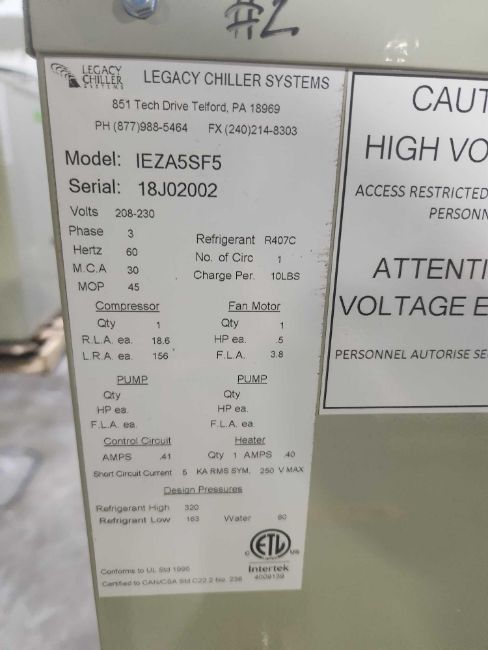 #2
LEGACY
CHILLER
SYSTEMS
LEGACY CHILLER SYSTEMS
851 Tech Drive Telford, PA 18969
PH (877)988-5464 FX (240)214-8303
Model: IEZA5SF5
Serial: 18J02002
Volts 208-230
Phase 3
Hertz 60
M.C.A 30
MOP 45
Refrigerant R407C
No. of Circ 1
Charge Per. 10LBS
Compressor
Qty 1
R.L.A. ea. 18.6
L.R.A. ea. 156
Fan Motor
Qty 1
HP ea. .5
F.L.A. 3.8
PUMP
Qty
HP ea.
F.L.A. ea.
PUMP
Qty
HP ea.
F.L.A. ea.
Control Circuit
AMPS .41
Heater
Qty 1 AMPS .40
Short Circuit Current 5 KA RMS SYM, 250 V MAX
Design Pressures
Refrigerant High 320
Refrigrant Low 163 Water 60
C ETL US
Intertek
4009139
Conforms to UL Std 1995
Certified to CAN/CSA Std C22.2 No. 236
CAUT
HIGH VO
ACCESS RESTRICTED
PERSONN
ATTENTI
VOLTAGE E
PERSONNEL AUTORISE SE